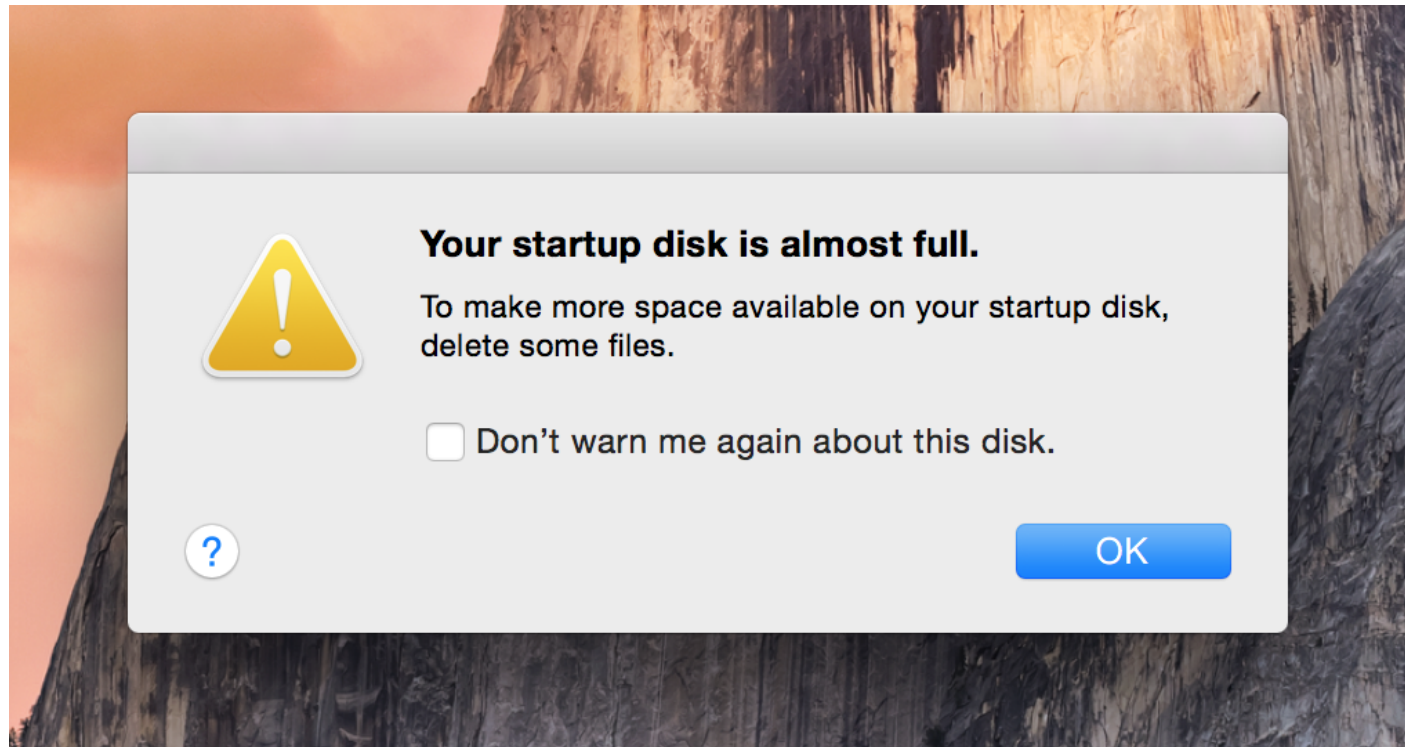 Your startup disk is almost full.
To make more space available on your startup disk,
delete some files.
Don’t warn me again about this disk.
?
OK